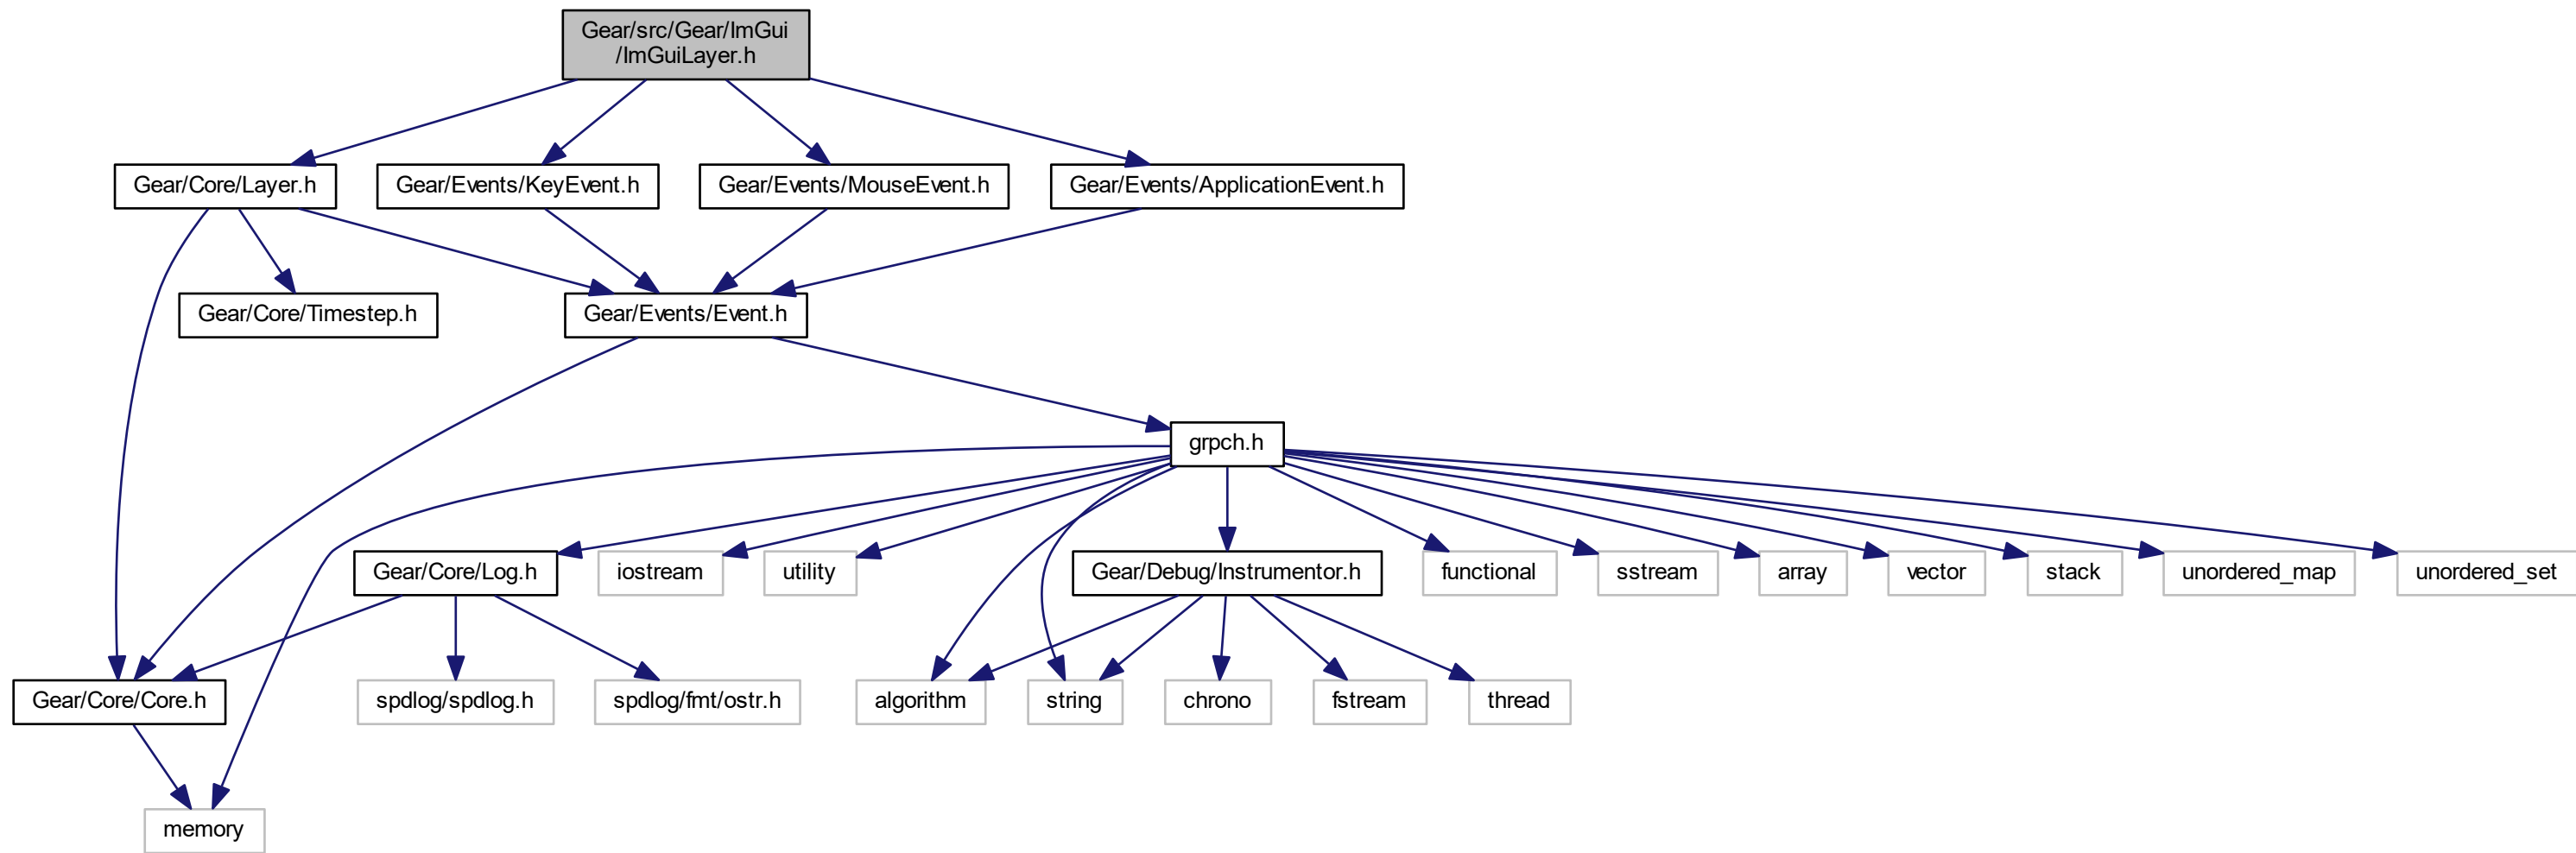 Gear/src/Gear/ImGui
/ImGuiLayer.h
Gear/Core/Layer.h
Gear/Events/KeyEvent.h
Gear/Events/MouseEvent.h
Gear/Events/ApplicationEvent.h
Gear/Core/Timestep.h
Gear/Events/Event.h
grpch.h
Gear/Core/Log.h
iostream
utility
Gear/Debug/Instrumentor.h
functional
sstream
array
vector
stack
unordered_map
unordered_set
Gear/Core/Core.h
spdlog/spdlog.h
spdlog/fmt/ostr.h
algorithm
string
chrono
fstream
thread
memory